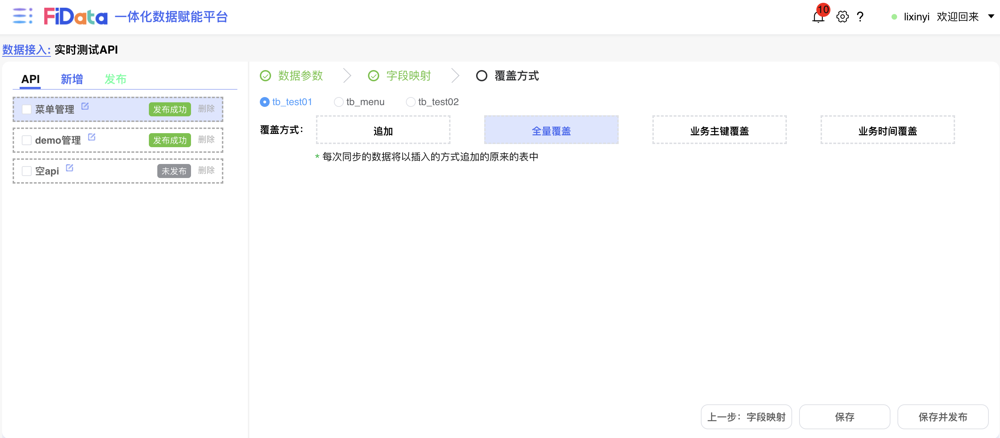 FiData 一体化数据赋能平台
10 ? lixinyi 欢迎回来
数据接入: 实时测试API
API 新增 发布
菜单管理 发布成功 删除
demo管理 发布成功 删除
空api 未发布 删除
数据参数 字段映射 覆盖方式
tb_test01 tb_menu tb_test02
覆盖方式: 追加 全量覆盖 业务主键覆盖 业务时间覆盖
* 每次同步的数据将以插入的方式追加的原来的表中
上一步：字段映射 保存 保存并发布